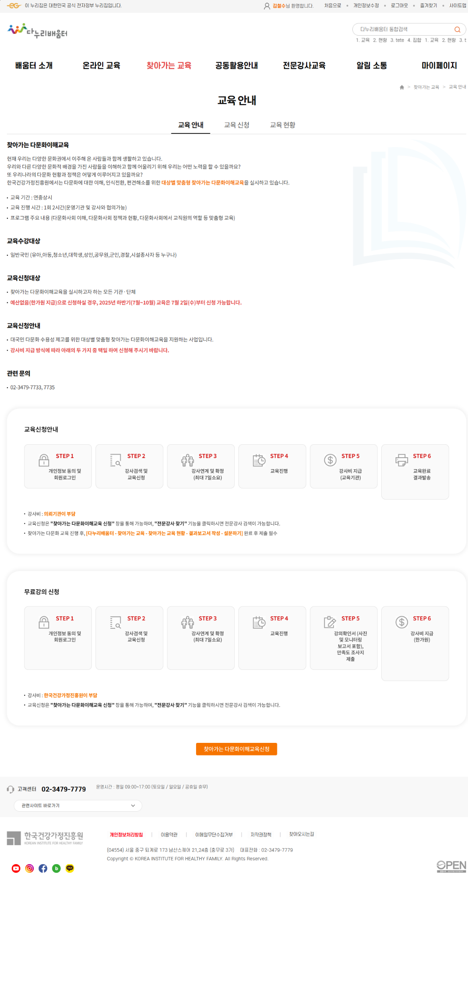 이 누리집은 대한민국 공식 전자정부 누리집입니다.
김철수님 환영합니다. 처음으로 개인정보수정 로그아웃 즐겨찾기 사이트맵
다누리배움터
다누리배움터 통합검색
1. 교육 2. 현황 3. tete 4. 집합 1. 교육 2. 현황 3. t
배움터 소개 온라인 교육 찾아가는 교육 공동활용안내 전문강사교육 알림 소통 마이페이지
> 찾아가는 교육 > 교육 안내
교육 안내
교육 안내 교육 신청 교육 현황
찾아가는 다문화이해교육
현재 우리는 다양한 문화권에서 이주해 온 사람들과 함께 생활하고 있습니다.
우리와 다른 다양한 문화적 배경을 가진 사람들을 이해하고 함께 어울리기 위해 우리는 어떤 노력을 할 수 있을까요?
또 우리나라의 다문화 현황과 정책은 어떻게 이루어지고 있을까요?
한국건강가정진흥원에서는 다문화에 대한 이해, 인식전환, 편견해소를 위한 대상별 맞춤형 찾아가는 다문화이해교육을 실시하고 있습니다.
• 교육 기간 : 연중상시
• 교육 진행 시간 : 1회 2시간(운영기관 및 강사와 협의가능)
• 프로그램 주요 내용 (다문화사회 이해, 다문화사회 정책과 현황, 다문화사회에서 교직원의 역할 등 맞춤형 교육)
교육수강대상
• 일반국민 (유아,아동,청소년,대학생,성인,공무원,군인,경찰,시설종사자 등 누구나)
교육신청대상
• 찾아가는 다문화이해교육을 실시하고자 하는 모든 기관 · 단체
• 예산없음(한가원 지급)으로 신청하실 경우, 2025년 하반기(7월~10월) 교육은 7월 2일(수)부터 신청 가능합니다.
교육신청안내
• 대국민 다문화 수용성 제고를 위한 대상별 맞춤형 찾아가는 다문화이해교육을 지원하는 사업입니다.
• 강사비 지급 방식에 따라 아래의 두 가지 중 택일 하여 신청해 주시기 바랍니다.
관련 문의
• 02-3479-7733, 7735
교육신청안내
STEP 1
개인정보 동의 및
회원로그인
STEP 2
강사검색 및
교육신청
STEP 3
강사연계 및 확정
(최대 7일소요)
STEP 4
교육진행
STEP 5
강사비 지급
(교육기관)
STEP 6
교육완료
결과발송
• 강사비 : 의뢰기관이 부담
• 교육신청은 "찾아가는 다문화이해교육 신청" 창을 통해 가능하며, "전문강사 찾기" 기능을 클릭하시면 전문강사 검색이 가능합니다.
• 찾아가는 다문화 교육 진행 후, [다누리배움터 - 찾아가는 교육 - 찾아가는 교육 현황 - 결과보고서 작성 - 설문하기] 완료 후 제출 필수
무료강의 신청
STEP 1
개인정보 동의 및
회원로그인
STEP 2
강사검색 및
교육신청
STEP 3
강사연계 및 확정
(최대 7일소요)
STEP 4
교육진행
STEP 5
강의확인서 (사진
및 모니터링
보고서 포함),
만족도 조사지
제출
STEP 6
강사비 지급
(한가원)
• 강사비 : 한국건강가정진흥원이 부담
• 교육신청은 "찾아가는 다문화이해교육 신청" 창을 통해 가능하며, "전문강사 찾기" 기능을 클릭하시면 전문강사 검색이 가능합니다.
찾아가는 다문화이해교육신청
고객센터 02-3479-7779 운영시간 : 평일 09:00~17:00 (토요일 / 일요일 / 공휴일 휴무)
관련사이트 바로가기
한국건강가정진흥원
KOREAN INSTITUTE FOR HEALTHY FAMILY
개인정보처리방침 | 이용약관 | 이메일무단수집거부 | 저작권정책 | 찾아오시는길
(04554) 서울 중구 퇴계로 173 남산스퀘어 21,24층 (충무로 3가) 대표전화 : 02-3479-7779
Copyright © KOREA INSTITUTE FOR HEALTHY FAMILY. All Rights Reserved.
TALK
OPEN